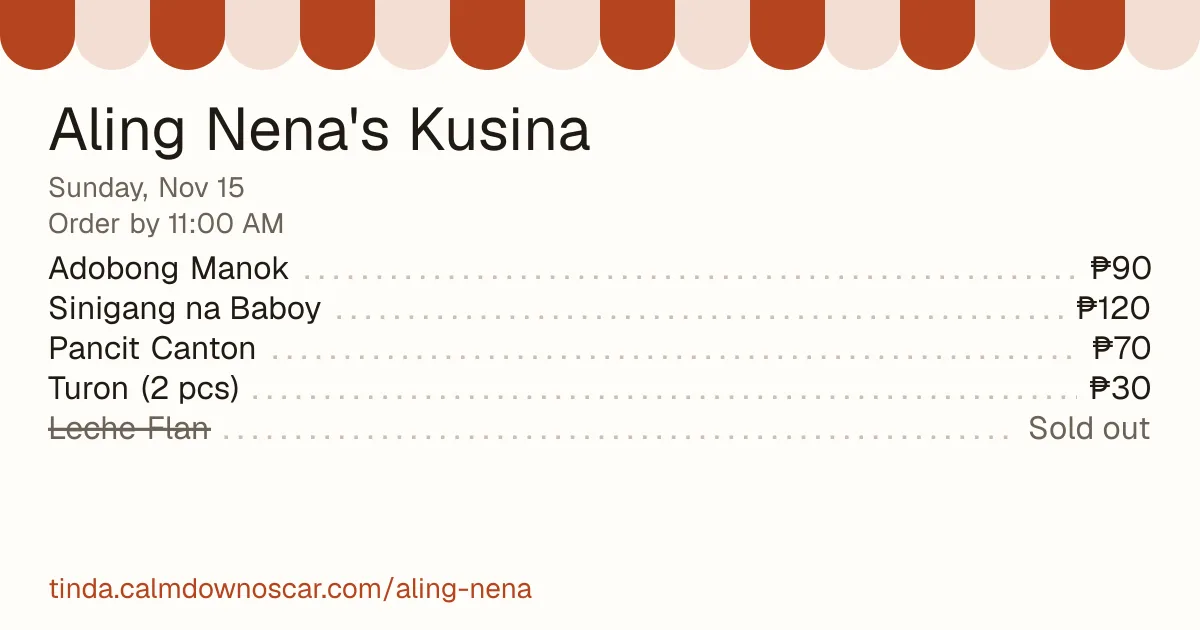 Aling Nena's Kusina
Sunday, Nov 15
Order by 11:00 AM
Adobong Manok ₱90
Sinigang na Baboy ₱120
Pancit Canton ₱70
Turon (2 pcs) ₱30
Leche Flan Sold out
tinda.calmdownoscar.com/aling-nena